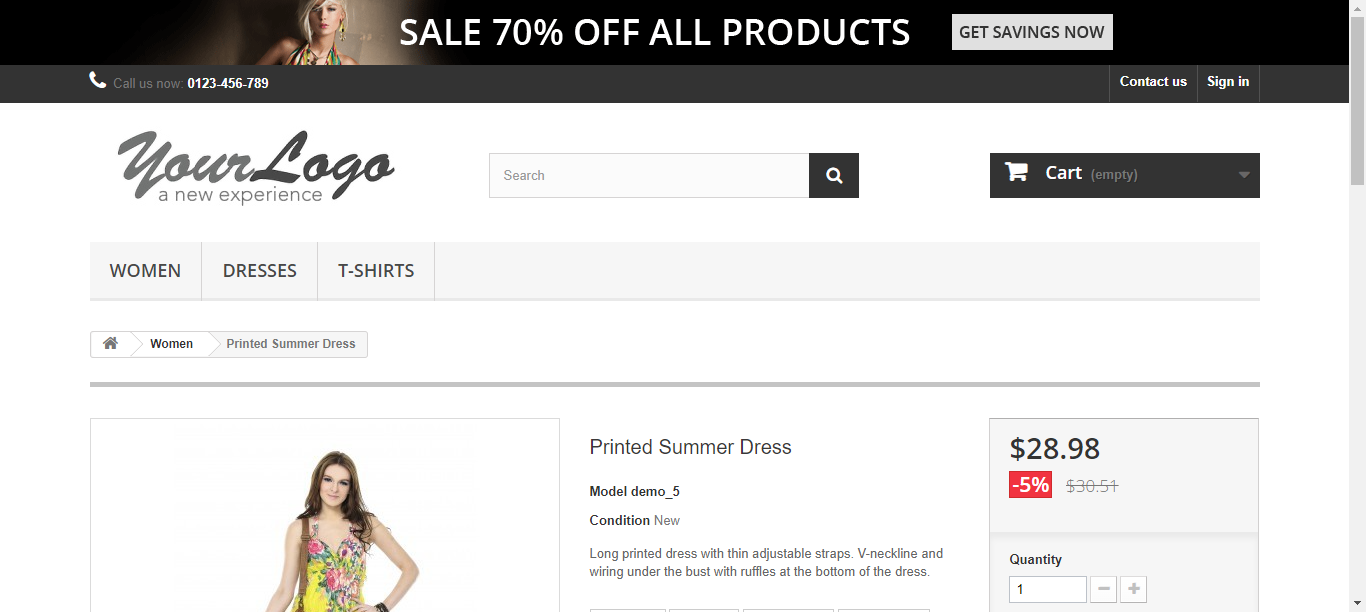 SALE 70% OFF ALL PRODUCTS
GET SAVINGS NOW
Call us now: 0123-456-789
Contact us
Sign in
YourLogo
a new experience
Search
Cart (empty)
WOMEN
DRESSES
T-SHIRTS
Women
Printed Summer Dress
Printed Summer Dress
Model demo_5
Condition New
Long printed dress with thin adjustable straps. V-neckline and
wiring under the bust with ruffles at the bottom of the dress.
$28.98
-5% $30.51
Quantity
1